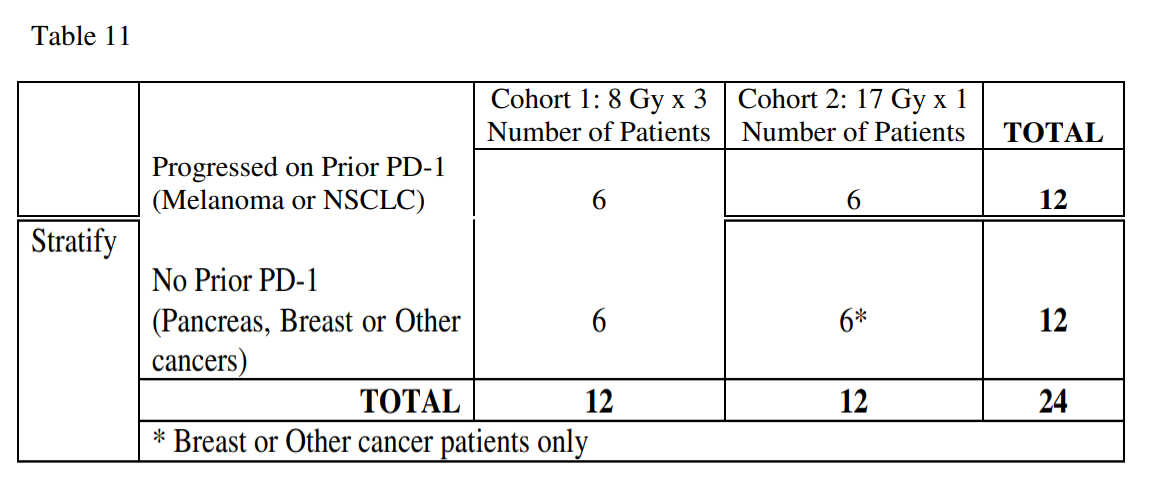 Table 11
Cohort 1: 8 Gy x 3 Cohort 2: 17 Gy x 1
Number of Patients Number of Patients TOTAL
Progressed on Prior PD-1
(Melanoma or NSCLC) 6 6 12
Stratify
No Prior PD-1
(Pancreas, Breast or Other 6 6* 12
cancers)
TOTAL 12 12 24
* Breast or Other cancer patients only